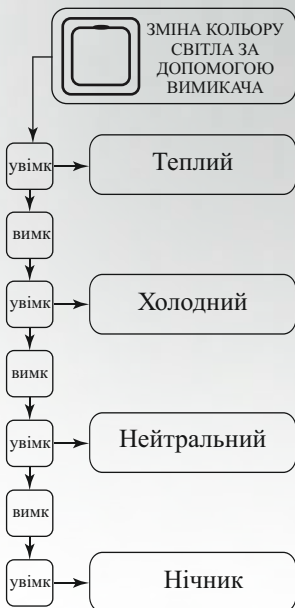 ЗМІНА КОЛЬОРУ
СВІТЛА ЗА
ДОПОМОГОЮ
ВИМИКАЧА
увімк
Теплий
вимк
увімк
Холодний
вимк
увімк
Нейтральний
вимк
увімк
Нічник